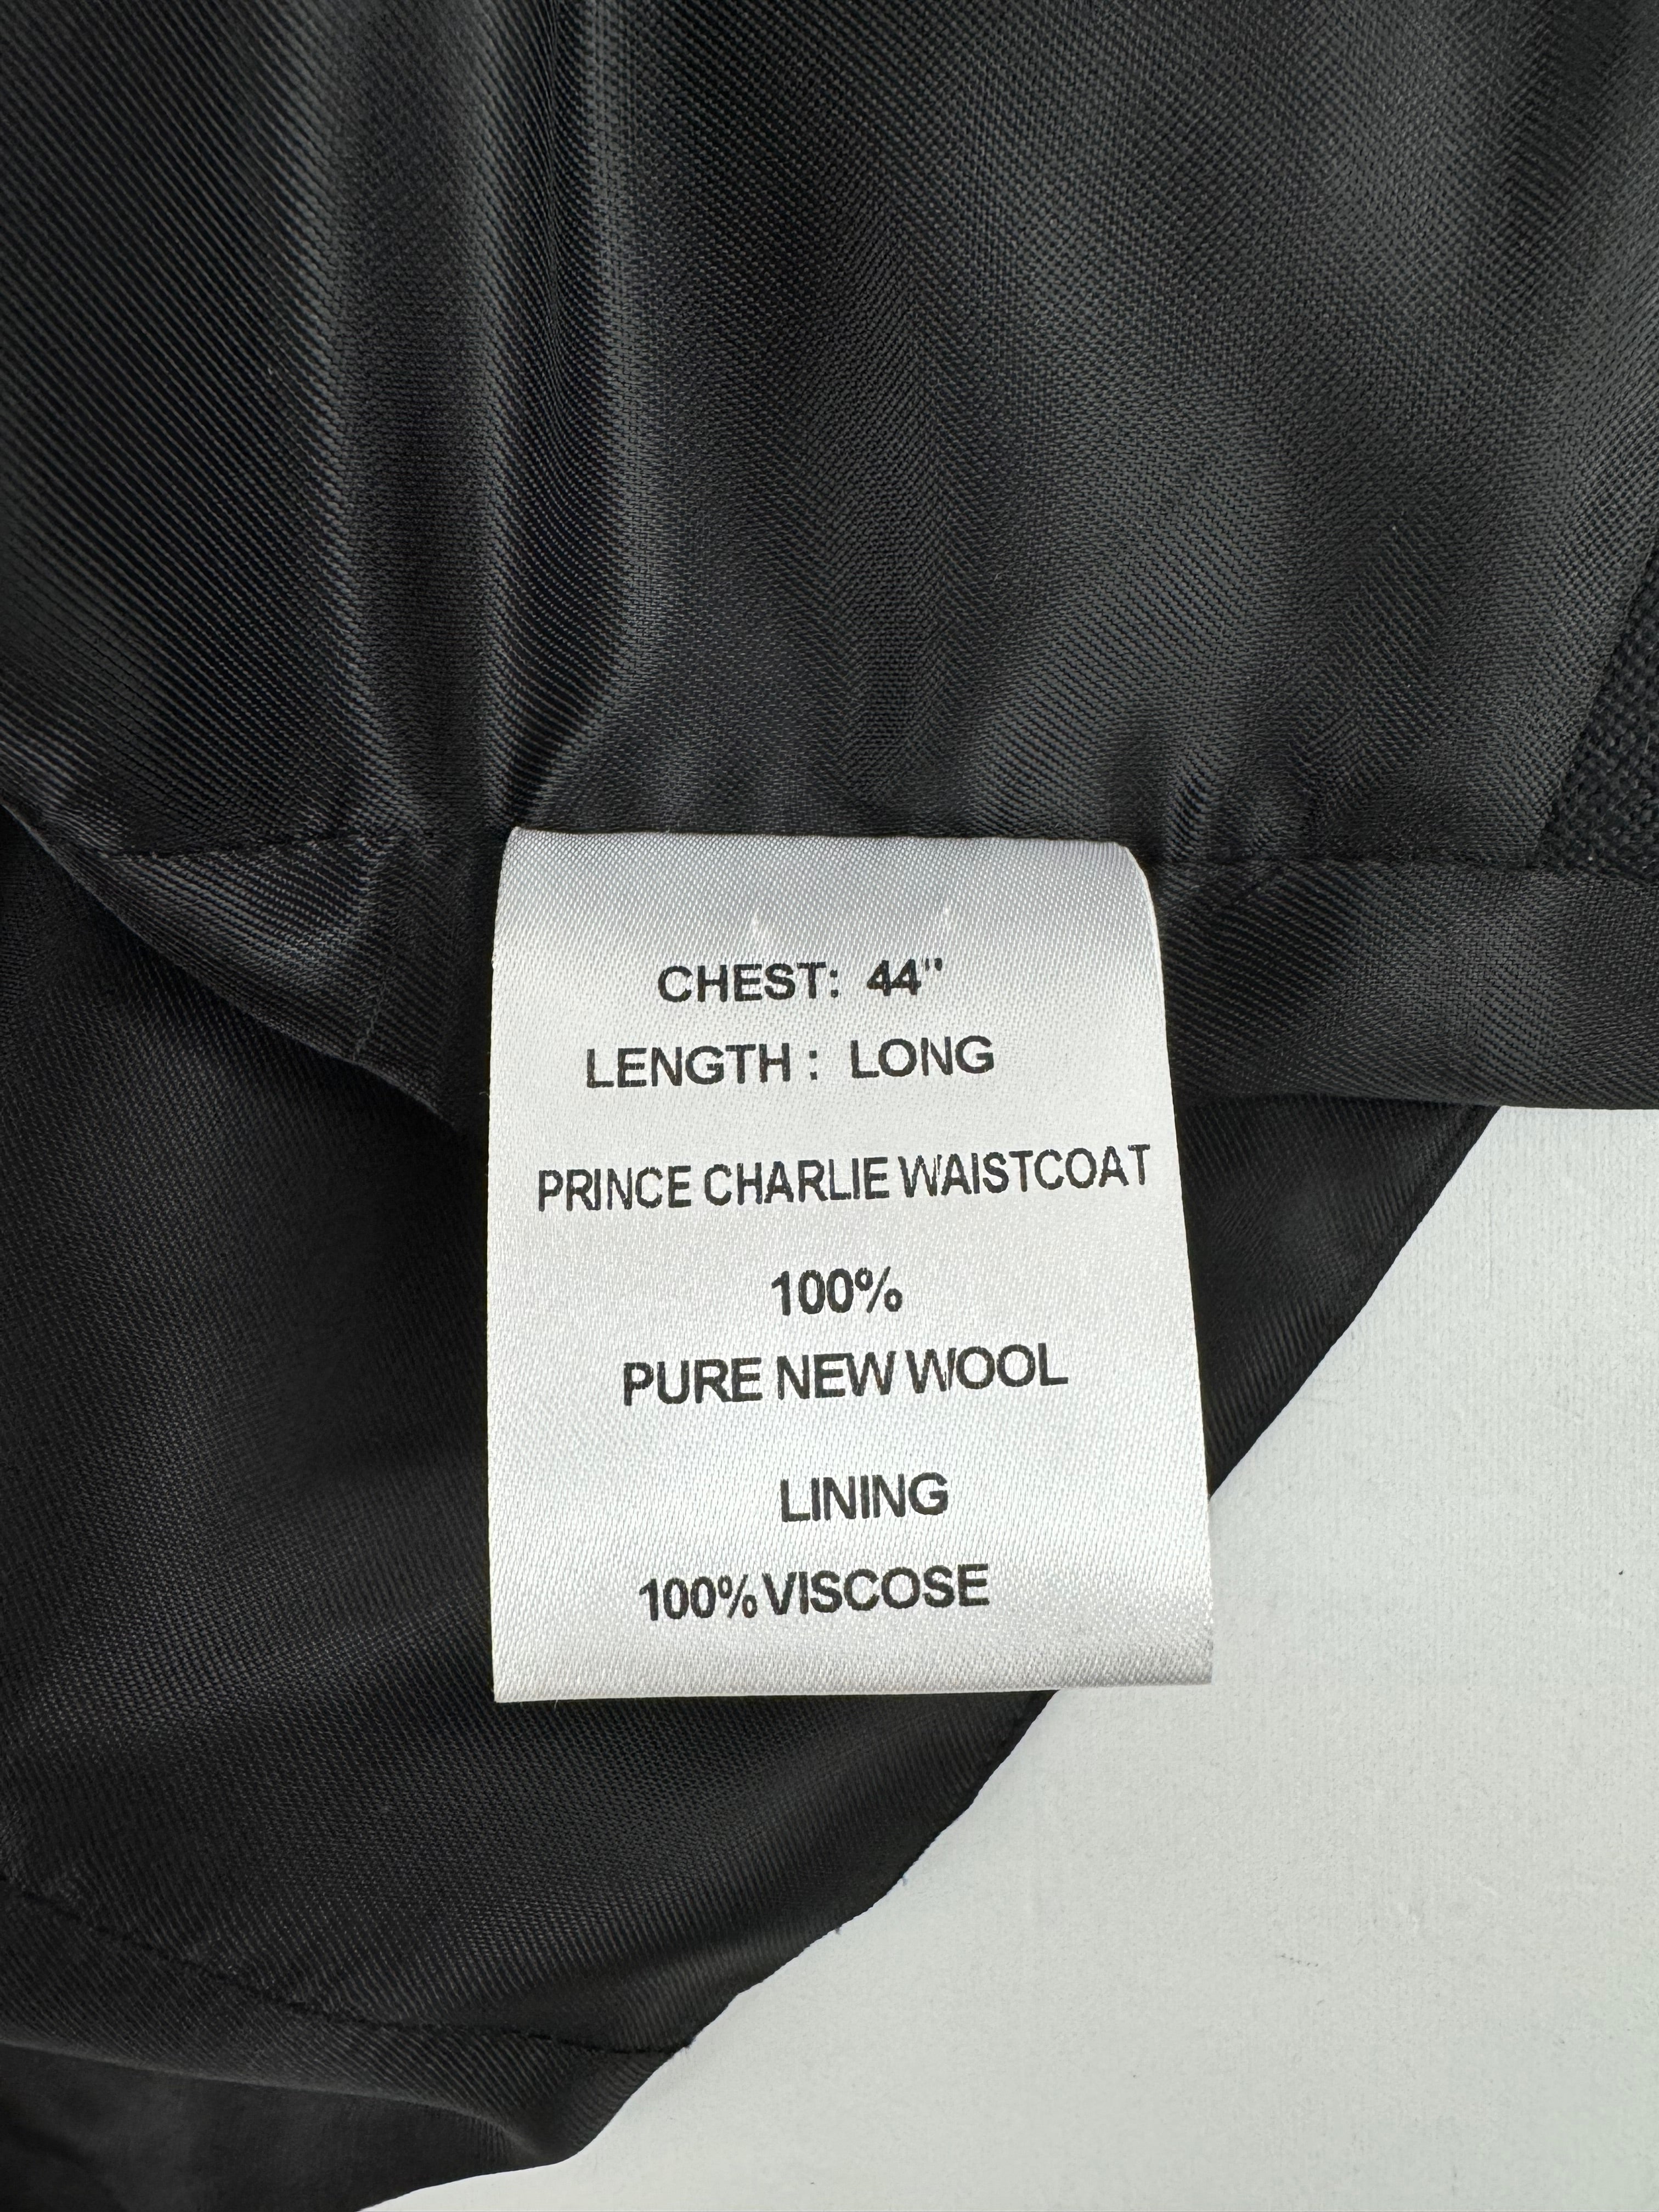 CHEST: 44"
LENGTH : LONG
PRINCE CHARLIE WAISTCOAT
100%
PURE NEW WOOL
LINING
100% VISCOSE